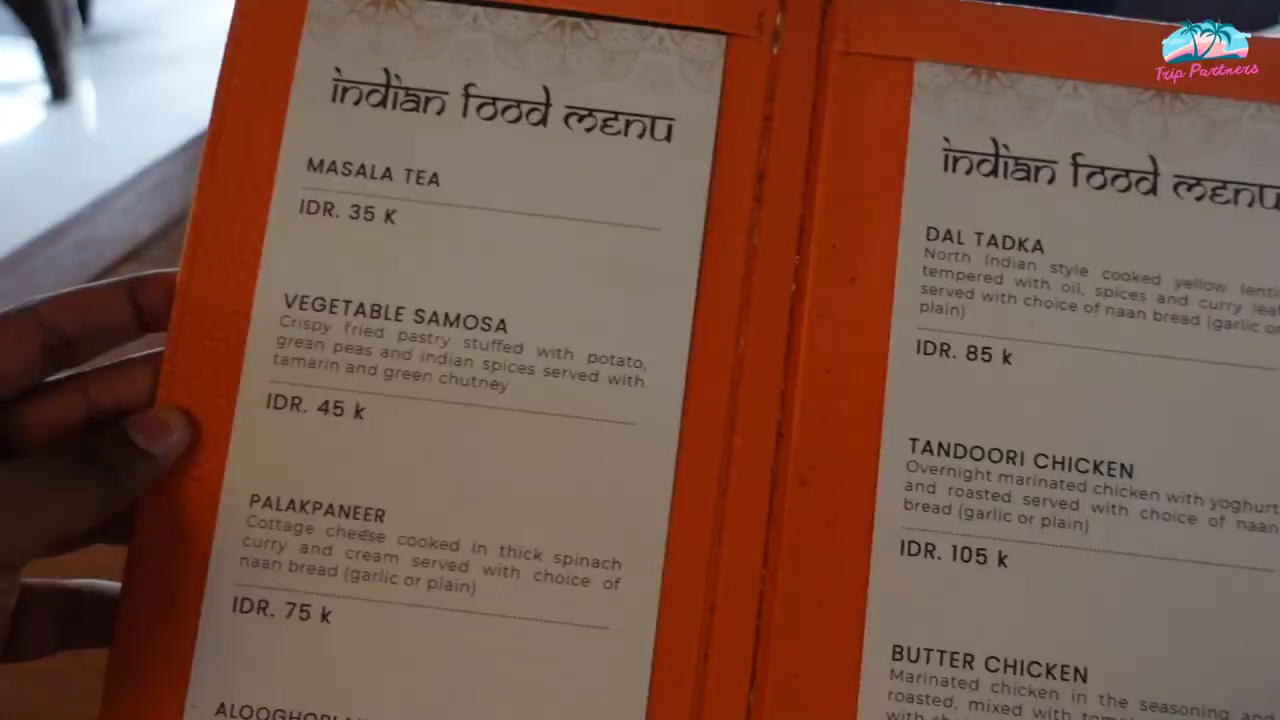 Trip Partners
indian food menu
MASALA TEA
IDR. 35 K
VEGETABLE SAMOSA
Crispy fried pastry stuffed with potato,
grean peas and indian spices served with
tamarin and green chutney
IDR. 45 k
PALAKPANEER
Cottage cheese cooked in thick spinach
curry and cream served with choice of
naan bread (garlic or plain)
IDR. 75 k
indian food menu
DAL TADKA
North Indian style cooked yellow
tempered with oil, spices and curry
served with choice of naan bread (garlic
plain)
IDR. 85 k
TANDOORI CHICKEN
Overnight marinated chicken with yoghurt
and roasted served with choice of naan
bread (garlic or plain)
IDR. 105 k
BUTTER CHICKEN
Marinated chicken in the seasoning and
roasted, mixed with